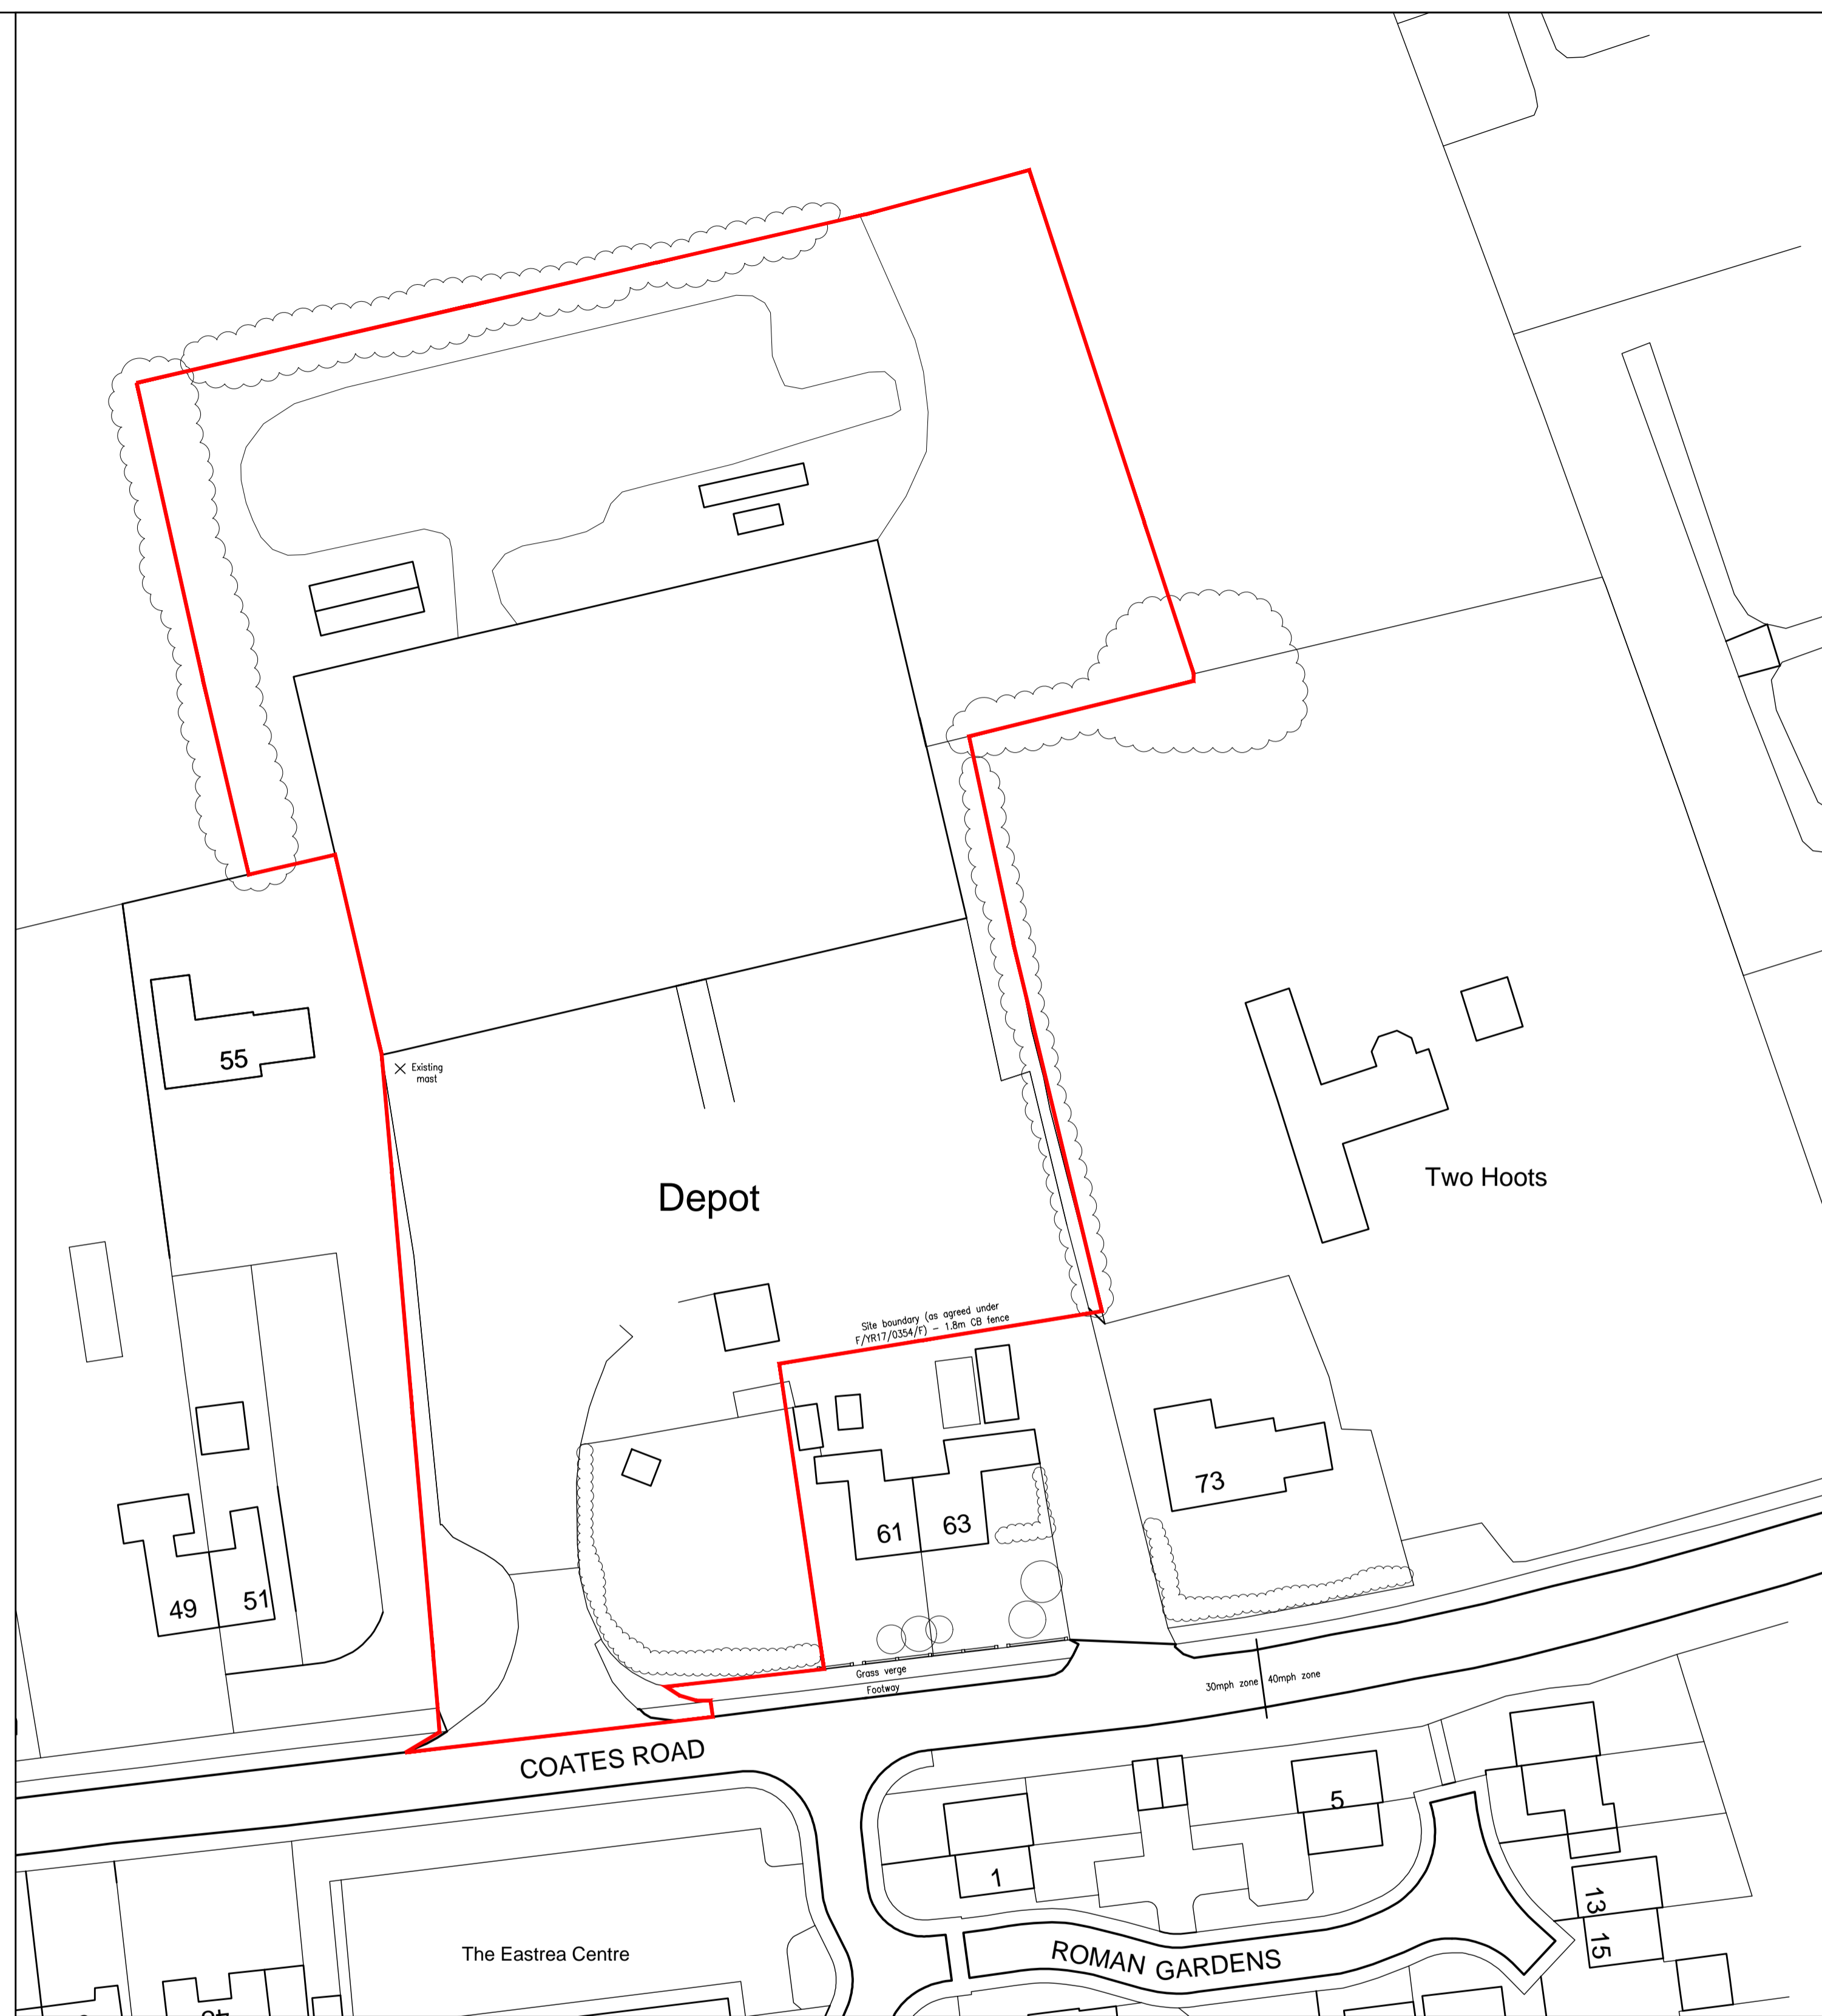 55
Existing
mast
Depot
Two Hoots
Site boundary (as agreed under
F/YR17/0354/F) - 1.8m CB fence
73
61
63
49
51
Grass verge
Footway
30mph zone
40mph zone
COATES ROAD
5
1
13
15
The Eastrea Centre
ROMAN GARDENS